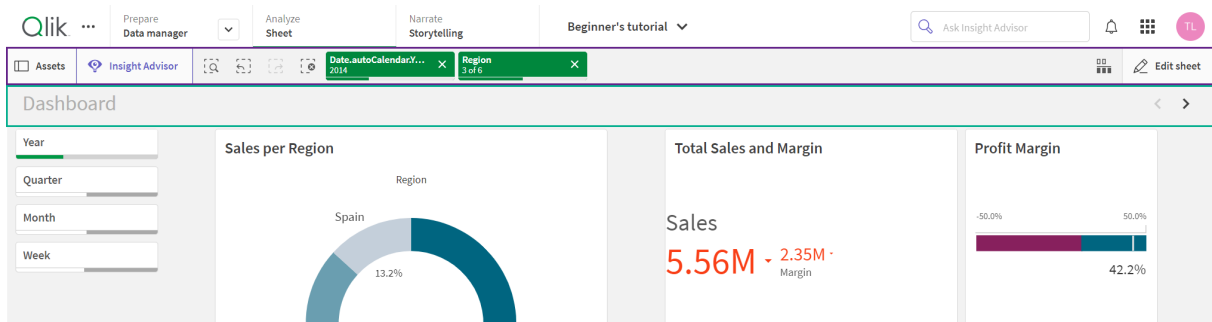 Qlik
Prepare
Data manager
Analyze
Sheet
Narrate
Storytelling
Beginner's tutorial
Ask Insight Advisor
TL
Assets
Insight Advisor
Date.autoCalendar.Y...
2014
Region
3 of 6
Edit sheet
Dashboard
Year
Quarter
Month
Week
Sales per Region
Region
Spain
13.2%
Total Sales and Margin
Sales
5.56M
2.35M
Margin
Profit Margin
-50.0%
50.0%
42.2%